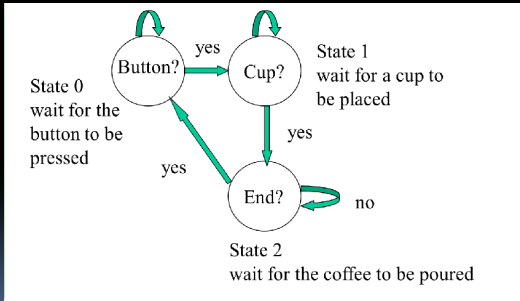 yes
Button?
Cup?
State 1
wait for a cup to
be placed
State 0
wait for the
button to be
pressed
yes
yes
End?
no
State 2
wait for the coffee to be poured